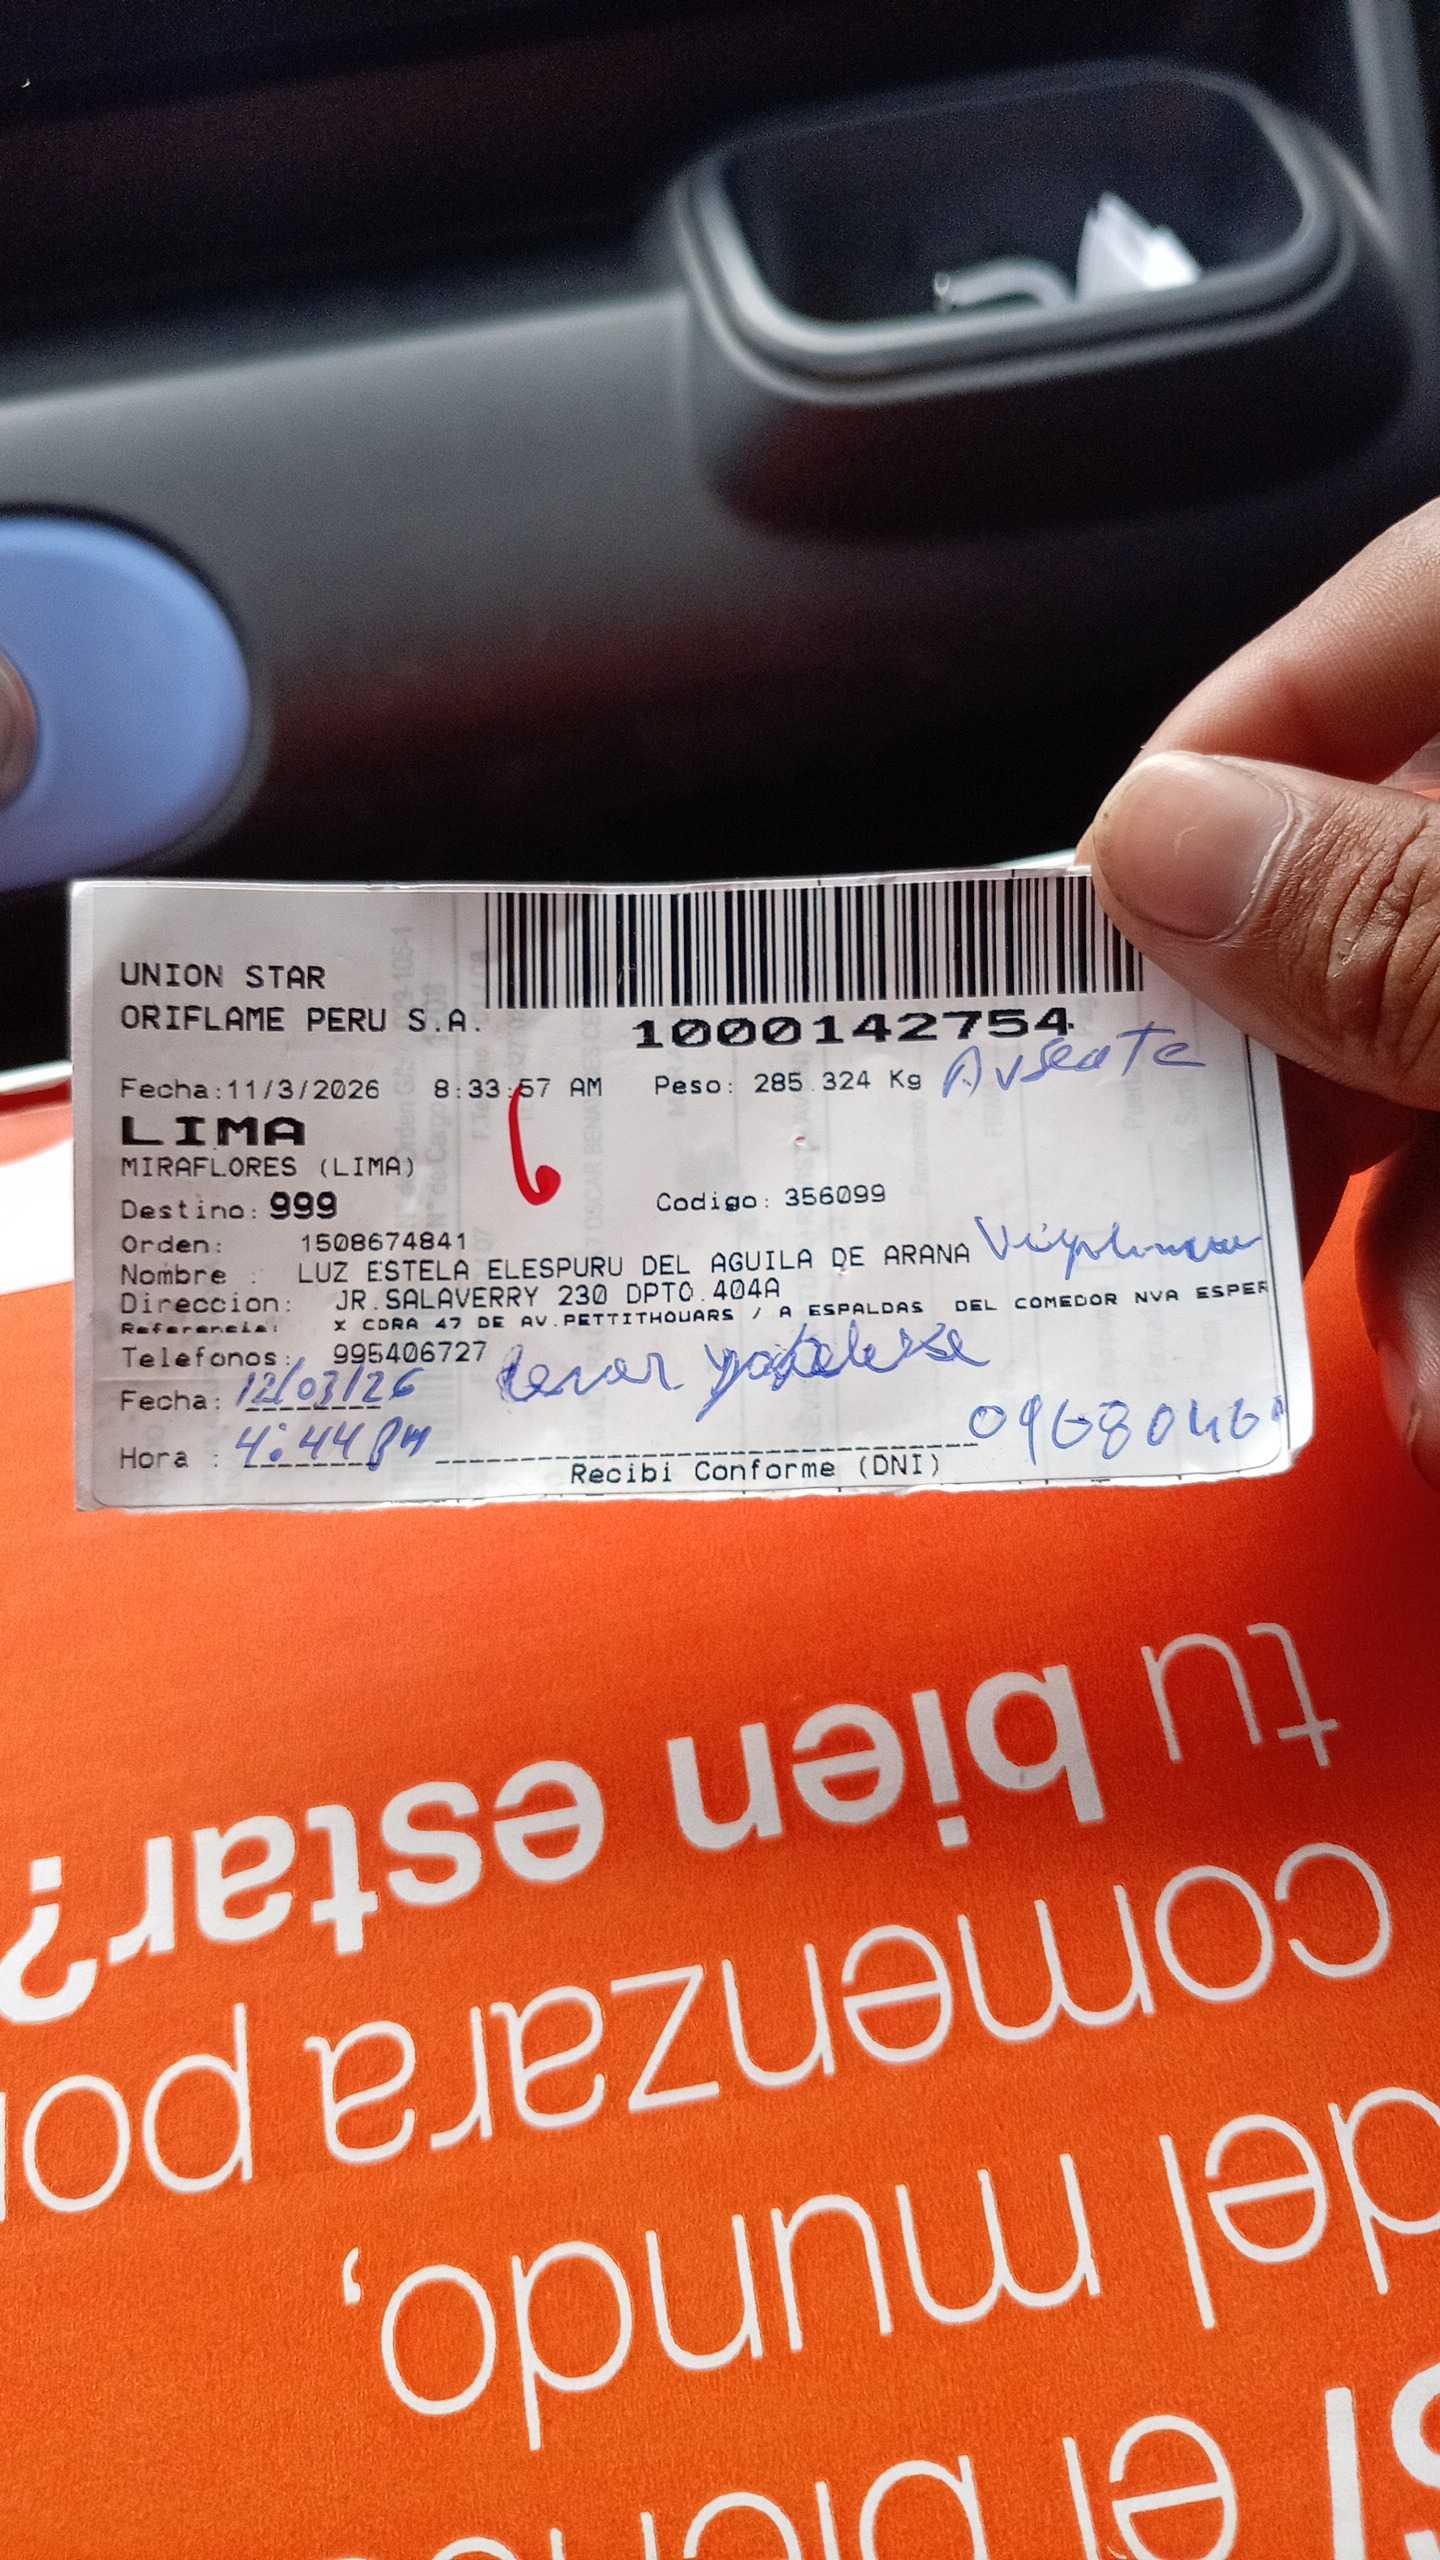 UNION STAR
ORIFLAME PERU S.A.
1000142754
Ausente
Fecha:11/3/2026 8:33:57 AM Peso: 285.324 Kg
6
LIMA
MIRAFLORES (LIMA)
Destino: 999 Codigo: 356099
Orden: 1508674841
Nombre : LUZ ESTELA ELESPURU DEL AGUILA DE ARANA
Direccion: JR.SALAVERRY 230 DPTO.404A
Referencia: X CDRA 47 DE AV.PETTITHOUARS / A ESPALDAS DEL COMEDOR NVA ESPER
Telefonos: 995406727
Fecha: 12/03/26
Hora : 4:44 PM
Recibi Conforme (DNI)
tu bien estar?
comenzara por
del mundo,
el